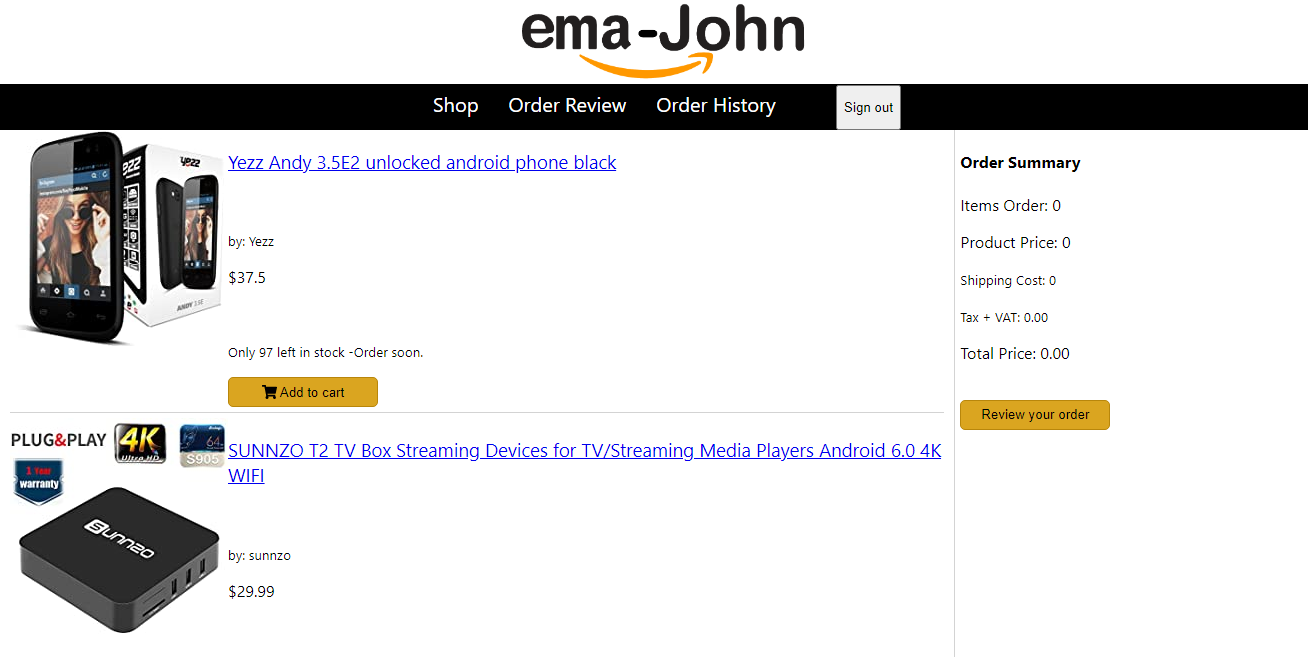 ema-John
Shop Order Review Order History Sign out
Yezz Andy 3.5E2 unlocked android phone black
by: Yezz
$37.5
Only 97 left in stock -Order soon.
Add to cart
yezz
ANDY 3.5E
PLUG&PLAY 4K Ultra HD
64
S905
1 Year
warranty
SUNNZO
SUNNZO T2 TV Box Streaming Devices for TV/Streaming Media Players Android 6.0 4K
WIFI
by: sunnzo
$29.99
Order Summary
Items Order: 0
Product Price: 0
Shipping Cost: 0
Tax + VAT: 0.00
Total Price: 0.00
Review your order